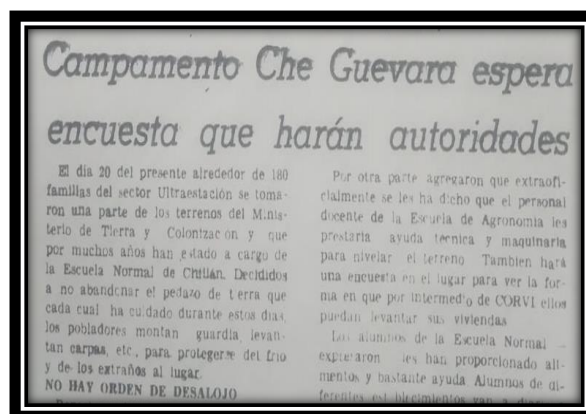 Campamento Che Guevara espera
encuesta que harán autoridades
El día 20 del presente alrededor de 180
familias del sector Ultraestación se toma-
ron una parte de los terrenos del Minis-
terio de Tierra y Colonizac on y que
por muchos años han estado a cargo de
la Escuela Normal de Chillán. Decididos
a no abandonar el pedazo de t erra que
cada cual ha cuidado durante estos días,
los pobladores montan guardia, levan-
tan carpas, etc., para protegerse del frío
y de los extraños al lugar.
NO HAY ORDEN DE DESALOJO
Por otra parte agregaron que extraofi-
cialmente se les ha dicho que el personal
docente de la Escuela de Agronomía les
prestaría ayuda técnica y maquinaria
para nivelar el terreno Tambien hará
una encuesta en el lugar para ver la for-
ma en que por intermedio de CORVI ellos
puedan levantar sus viviendas
Los alumnos de la Escuela Normal —
expresaron les han proporcionado ali-
mentos y bastante ayuda Alumnos de di-
ferentes van a